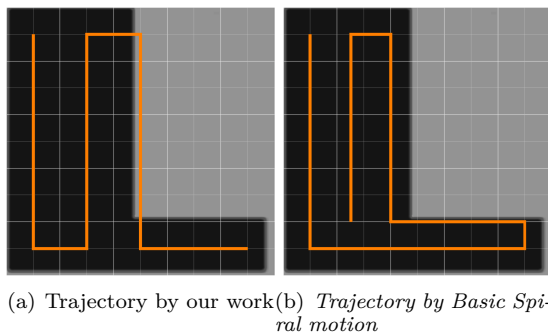 (a) Trajectory by our work
(b) Trajectory by Basic Spi-
ral motion